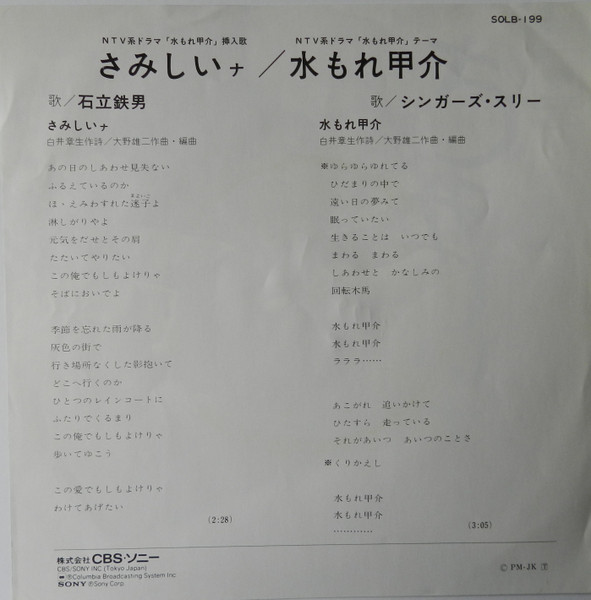 SOLB-199
NTV系ドラマ「水もれ甲介」挿入歌
NTV系ドラマ「水もれ甲介」テーマ
さみしいナ／水もれ甲介
歌／石立鉄男
歌／シンガーズ・スリー
さみしいナ
白井章生作詩／大野雄二作曲・編曲
あの日のしあわせ見失ない
ふるえているのか
ほゝえみわすれた迷子よ
まよいご
淋しがりやよ
元気をだせとその肩
たたいてやりたい
この俺でもしもよけりゃ
そばにおいでよ
季節を忘れた雨が降る
灰色の街で
行き場所なくした影抱いて
どこへ行くのか
ひとつのレインコートに
ふたりでくるまり
この俺でもしもよけりゃ
歩いてゆこう
この愛でもしもよけりゃ
わけてあげたい
(2:28)
水もれ甲介
白井章生作詩／大野雄二作曲・編曲
※ゆらゆらゆれてる
ひだまりの中で
遠い日の夢みて
眠っていたい
生きることは いつでも
まわる まわる
しあわせと かなしみの
回転木馬
水もれ甲介
水もれ甲介
ラララ……
あこがれ 追いかけて
ひたすら 走っている
それがあいつ あいつのことさ
※くりかえし
水もれ甲介
水もれ甲介
…………
(3:05)
株式会社CBS・ソニー
CBS/SONY INC (Tokyo Japan)
ⓇColumbia Broadcasting System Inc.
SONY ⓇSony Corp.
Ⓒ PM-JK Ⓣ